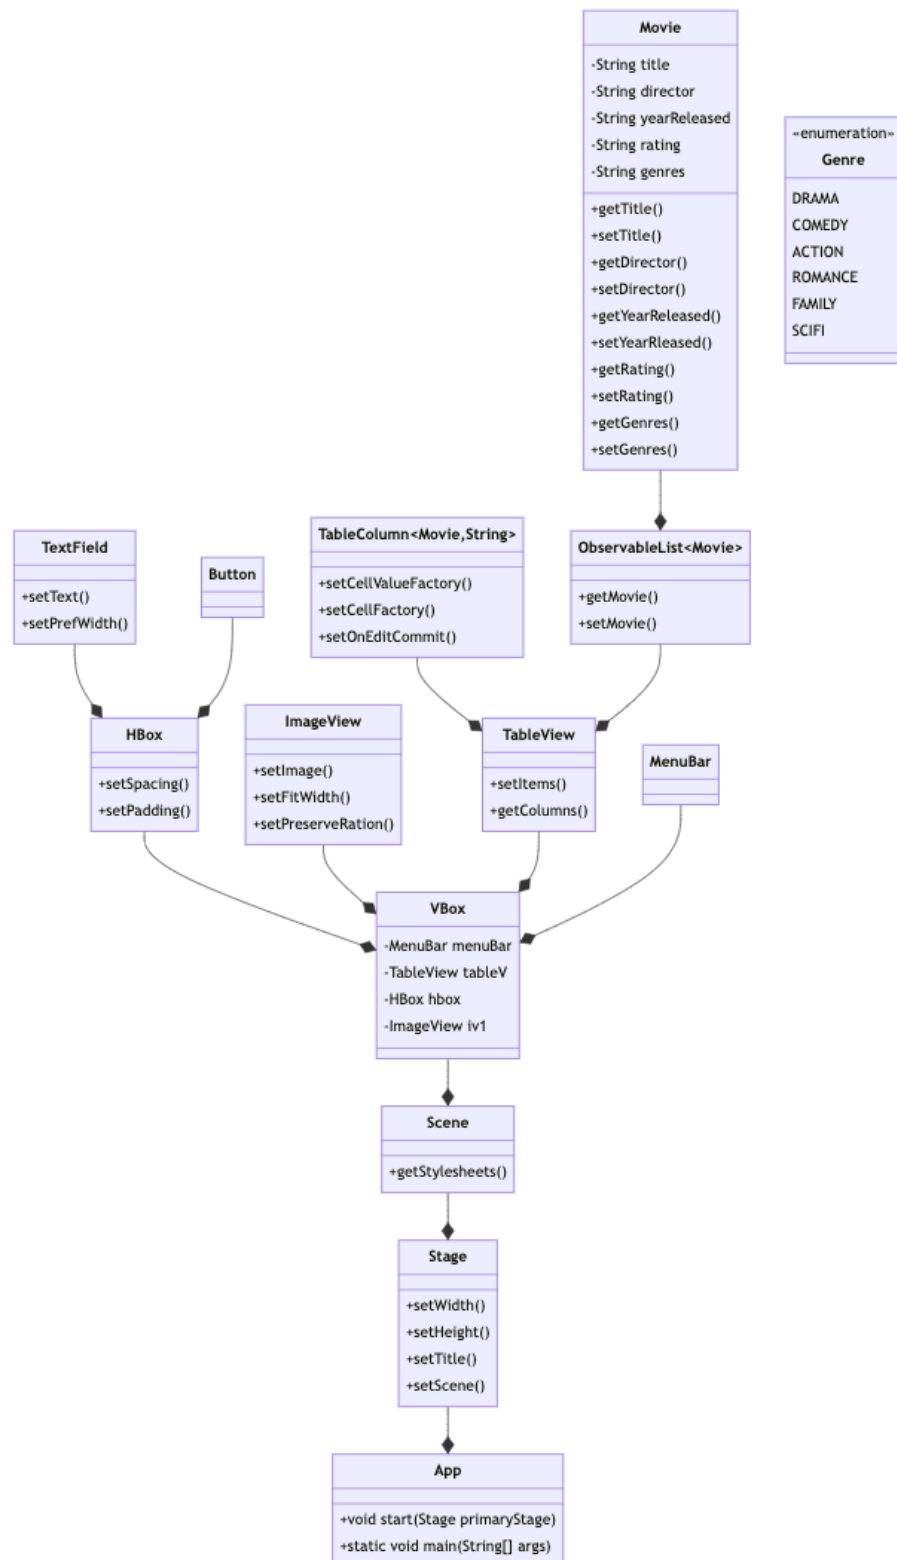 Movie
-String title
-String director
-String yearReleased
-String rating
-String genres
+getTitle()
+setTitle()
+getDirector()
+setDirector()
+getYearReleased()
+setYearRleased()
+getRating()
+setRating()
+getGenres()
+setGenres()
«enumeration»
Genre
DRAMA
COMEDY
ACTION
ROMANCE
FAMILY
SCIFI
TextField
+setText()
+setPrefWidth()
Button
TableColumn<Movie,String>
+setCellValueFactory()
+setCellFactory()
+setOnEditCommit()
ObservableList<Movie>
+getMovie()
+setMovie()
HBox
+setSpacing()
+setPadding()
ImageView
+setImage()
+setFitWidth()
+setPreserveRation()
TableView
+setItems()
+getColumns()
MenuBar
VBox
-MenuBar menuBar
-TableView tableV
-HBox hbox
-ImageView iv1
Scene
+getStylesheets()
Stage
+setWidth()
+setHeight()
+setTitle()
+setScene()
App
+void start(Stage primaryStage)
+static void main(String[] args)